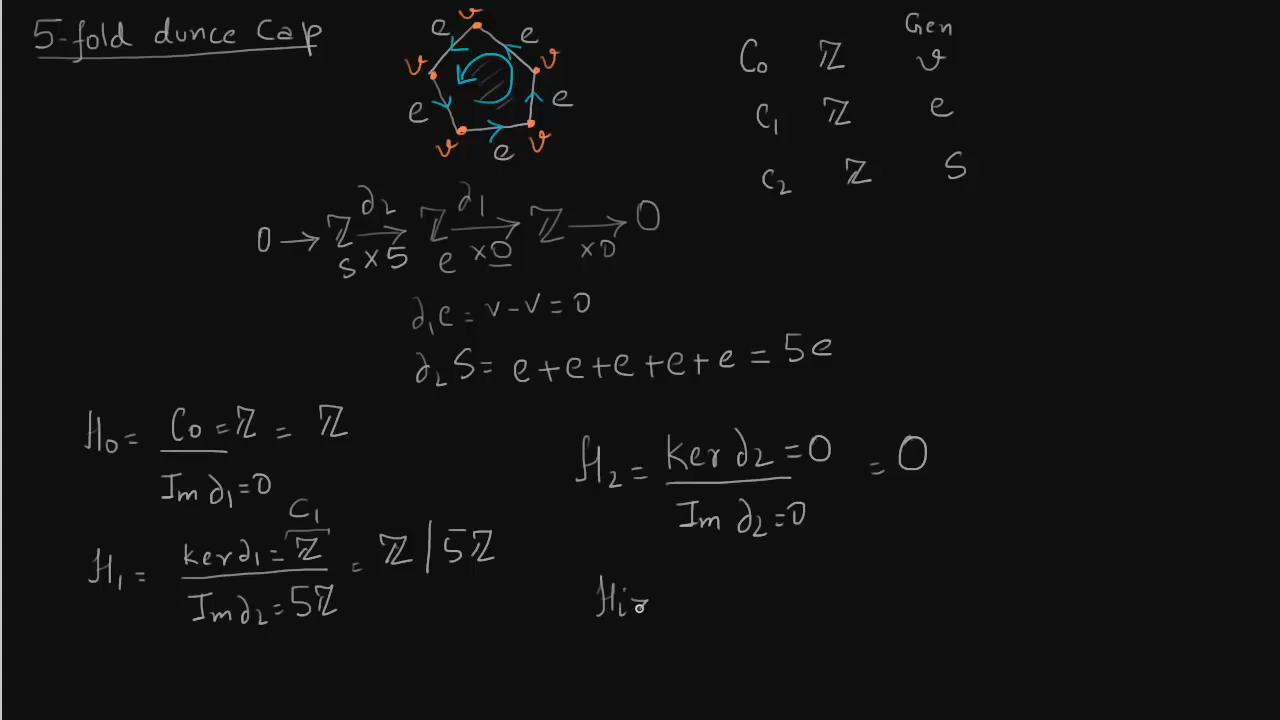 5-fold dunce Cap
v
e e
v v
e e
v v
e
Gen
C₀ ℤ v
C₁ ℤ e
C₂ ℤ S
∂₂ ∂₁
0 → ℤ → ℤ → ℤ → 0
s ×5 e ×0 ×0
∂₁e = v - v = 0
∂₂ S = e + e + e + e + e = 5e
H₀ = C₀ = ℤ = ℤ
Im ∂₁ = 0
C₁
H₁ = ker ∂₁ = ℤ = ℤ | 5ℤ
Im ∂₂ = 5ℤ
H₂ = Ker ∂₂ = 0 = 0
Im ∂₂ = 0
Hᵢ =